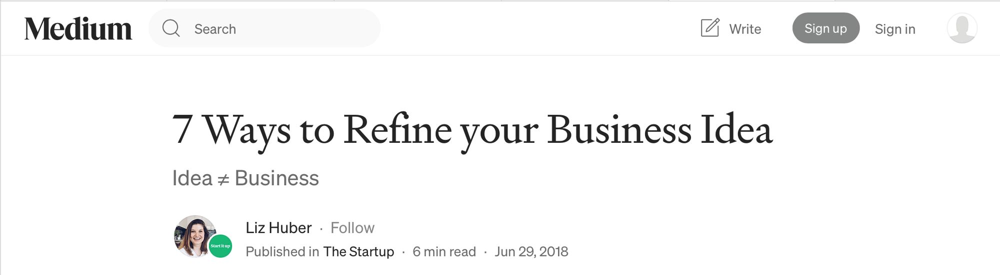 Medium
Search
Write
Sign up
Sign in
7 Ways to Refine your Business Idea
Idea ≠ Business
Liz Huber · Follow
Start it up
Published in The Startup · 6 min read · Jun 29, 2018